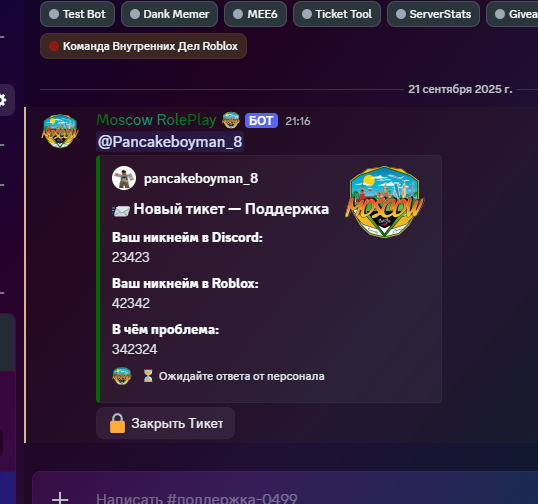 Test Bot
Dank Memer
MEE6
Ticket Tool
ServerStats
Команда Внутренних Дел Roblox
21 сентября 2025 г.
Moscow RolePlay БОТ 21:16
@Pancakeboyman_8
pancakeboyman_8
MOSCOW
📨 Новый тикет — Поддержка
Ваш никнейм в Discord:
23423
Ваш никнейм в Roblox:
42342
В чём проблема:
342324
⏳ Ожидайте ответа от персонала
🔒 Закрыть Тикет
Написать #поддержка-0499